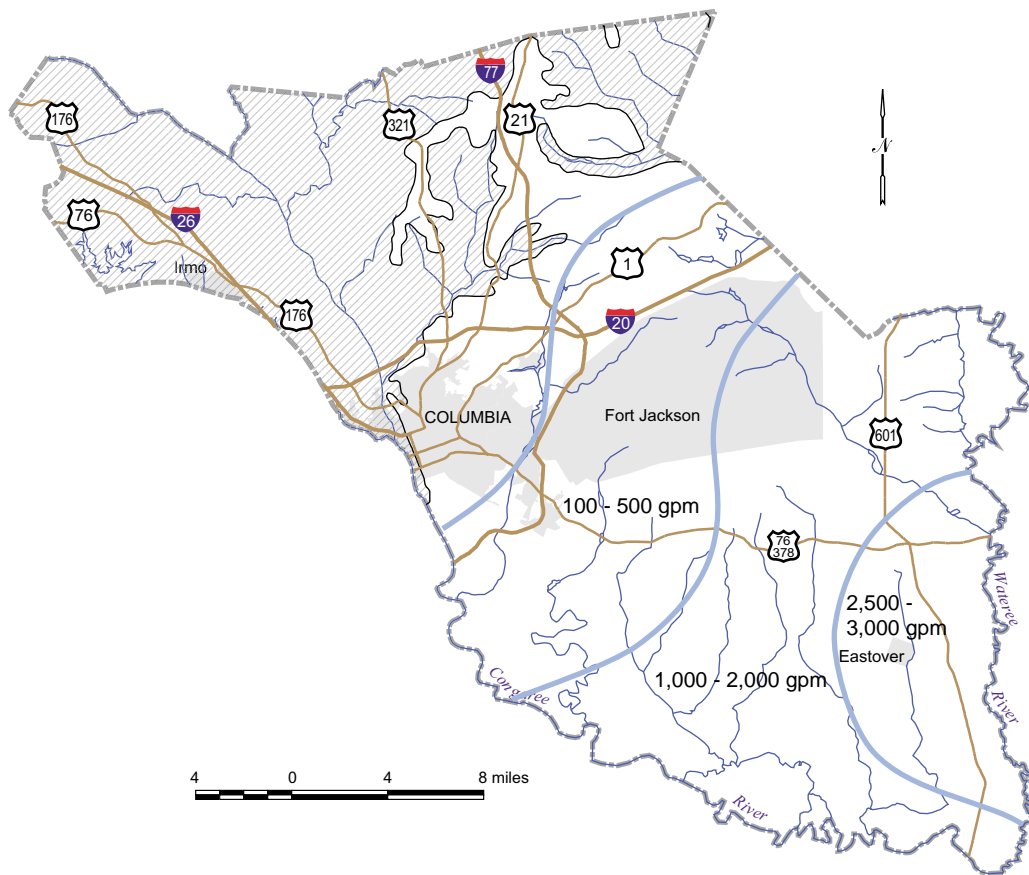 77
21
321
176
N
76
26
Irmo
1
176
20
COLUMBIA
Fort Jackson
601
100 - 500 gpm
76
378
Wateree
2,500 -
3,000 gpm
Eastover
1,000 - 2,000 gpm
Congaree
River
4 0 4 8 miles
River